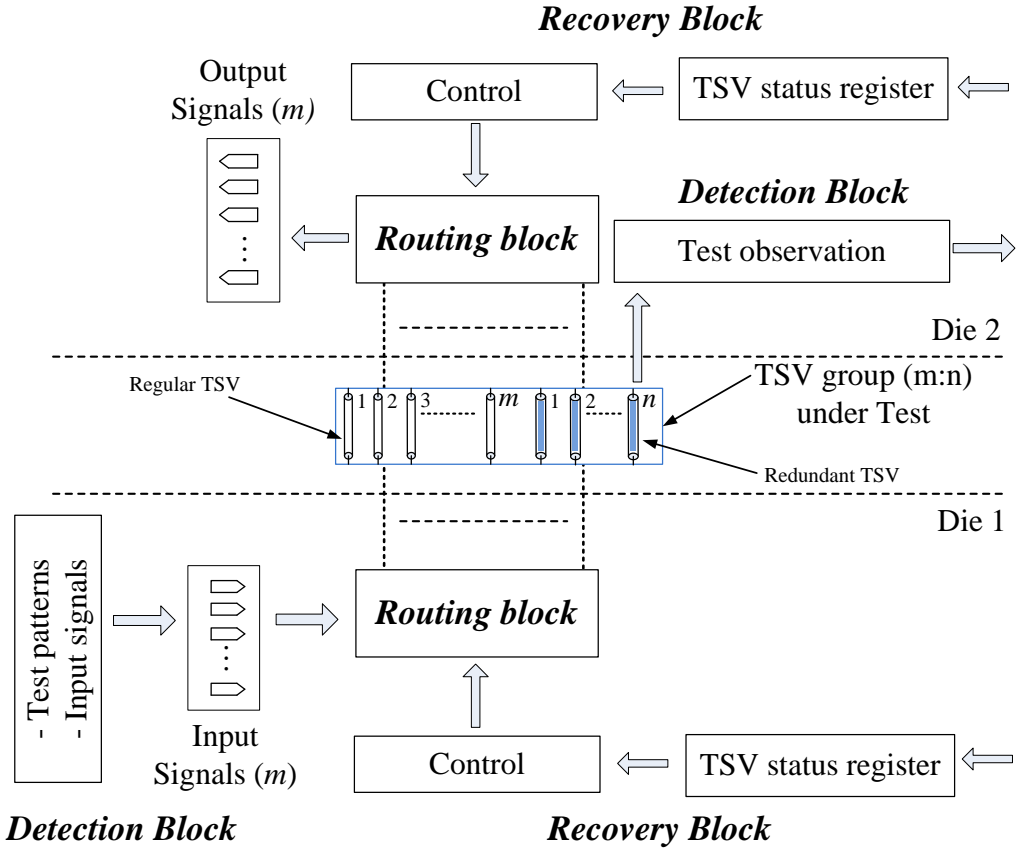 Recovery Block
Output
Signals (m)
Control
TSV status register
Detection Block
Routing block
Test observation
Die 2
Regular TSV
1 2 3 m 1 2 n
TSV group (m:n)
under Test
Redundant TSV
Die 1
- Test patterns
- Input signals
Routing block
Input
Signals (m)
Control
TSV status register
Detection Block
Recovery Block